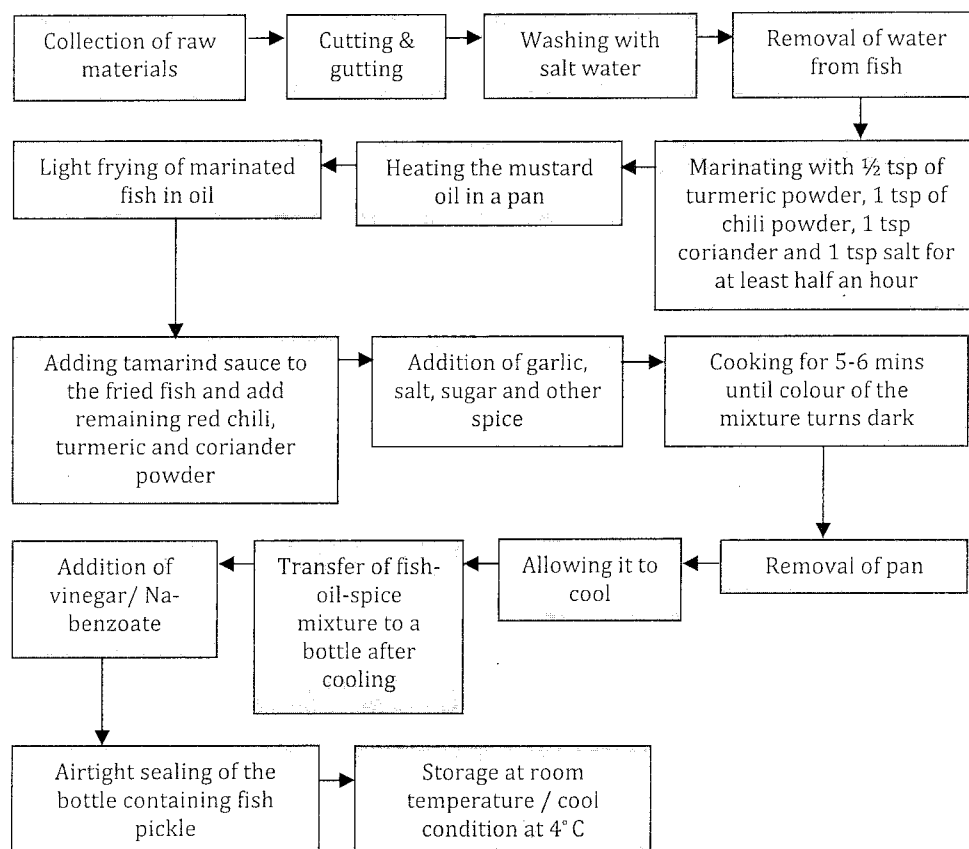 Collection of raw
materials
Cutting &
gutting
Washing with
salt water
Removal of water
from fish
Marinating with ½ tsp of
turmeric powder, 1 tsp of
chili powder, 1 tsp
coriander and 1 tsp salt for
at least half an hour
Heating the mustard
oil in a pan
Light frying of marinated
fish in oil
Adding tamarind sauce to
the fried fish and add
remaining red chili,
turmeric and coriander
powder
Addition of garlic,
salt, sugar and other
spice
Cooking for 5-6 mins
until colour of the
mixture turns dark
Removal of pan
Allowing it to
cool
Transfer of fish-
oil-spice
mixture to a
bottle after
cooling
Addition of
vinegar/ Na-
benzoate
Airtight sealing of the
bottle containing fish
pickle
Storage at room
temperature / cool
condition at 4°C